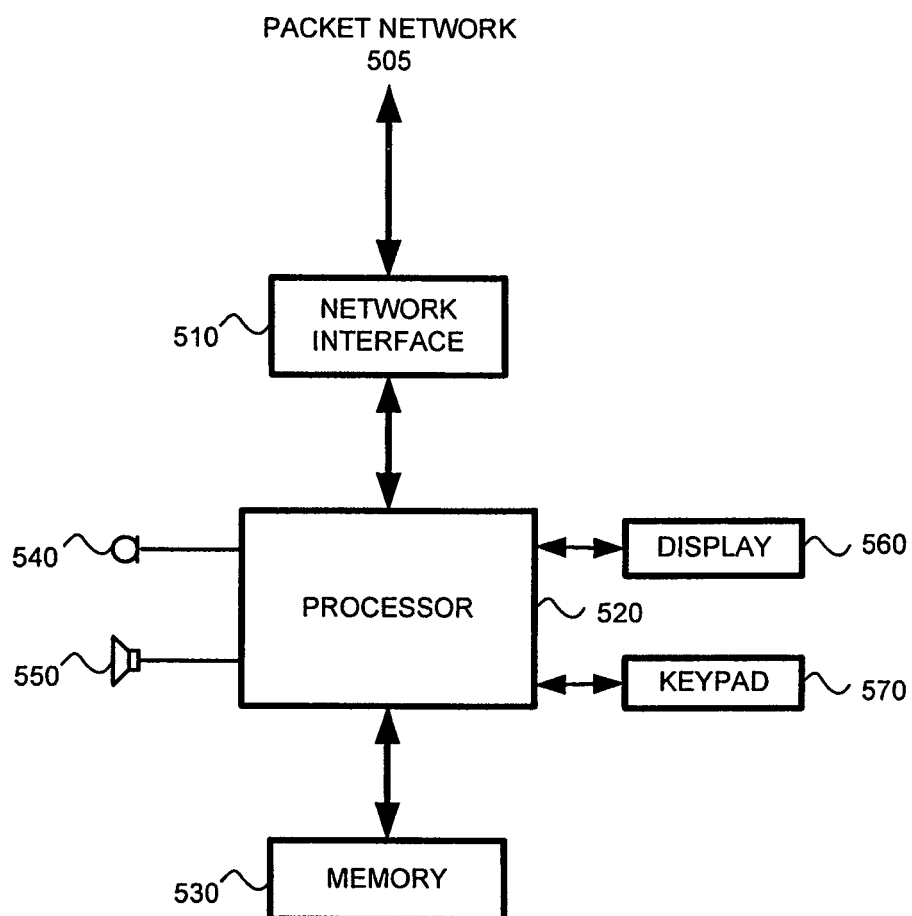 PACKET NETWORK
505
NETWORK
INTERFACE
510
540
PROCESSOR
520
DISPLAY
560
550
KEYPAD
570
MEMORY
530